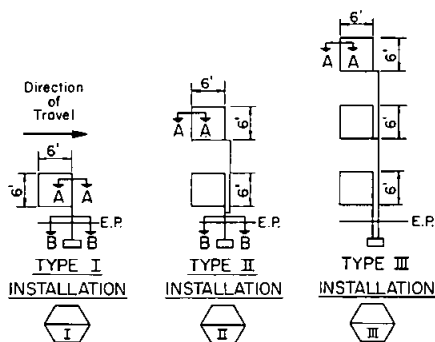 Direction
of
Travel
6'
6'
A A
E.P.
B B
TYPE I
INSTALLATION
I
6'
A A
6'
6'
E.P.
B B
TYPE II
INSTALLATION
II
6'
A A
6'
6'
6'
E.P.
TYPE III
INSTALLATION
III